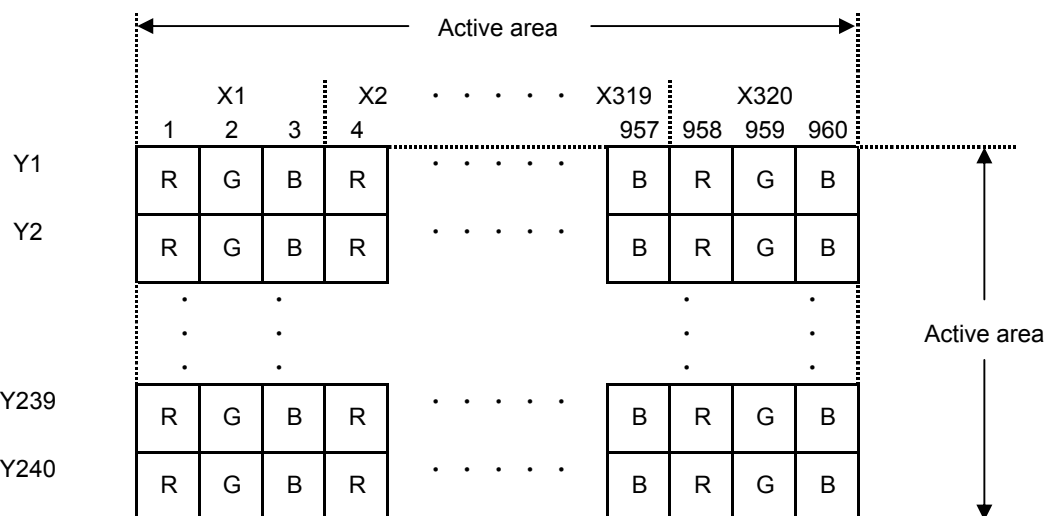 Active area
X1 X2 · · · · · X319 X320
1 2 3 4 957 958 959 960
Y1 R G B R · · · · · B R G B
Y2 R G B R · · · · · B R G B
· · · ·
· · · ·
· · · ·
Active area
Y239 R G B R · · · · · B R G B
Y240 R G B R · · · · · B R G B